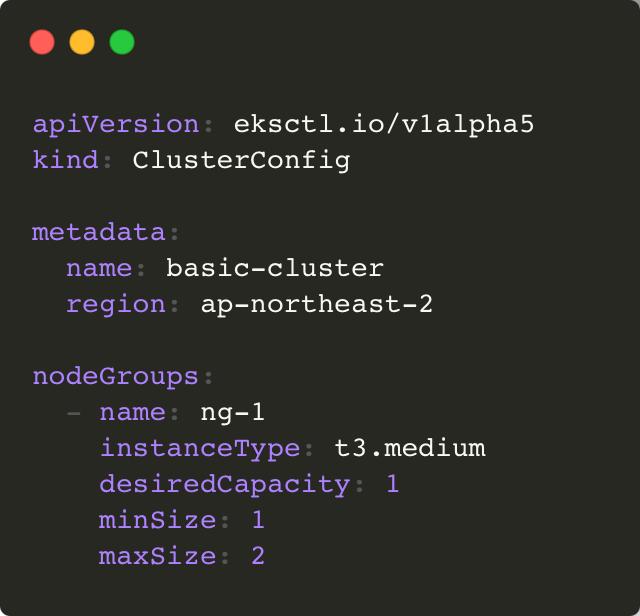 apiVersion: eksctl.io/v1alpha5
kind: ClusterConfig

metadata:
  name: basic-cluster
  region: ap-northeast-2

nodeGroups:
  - name: ng-1
    instanceType: t3.medium
    desiredCapacity: 1
    minSize: 1
    maxSize: 2